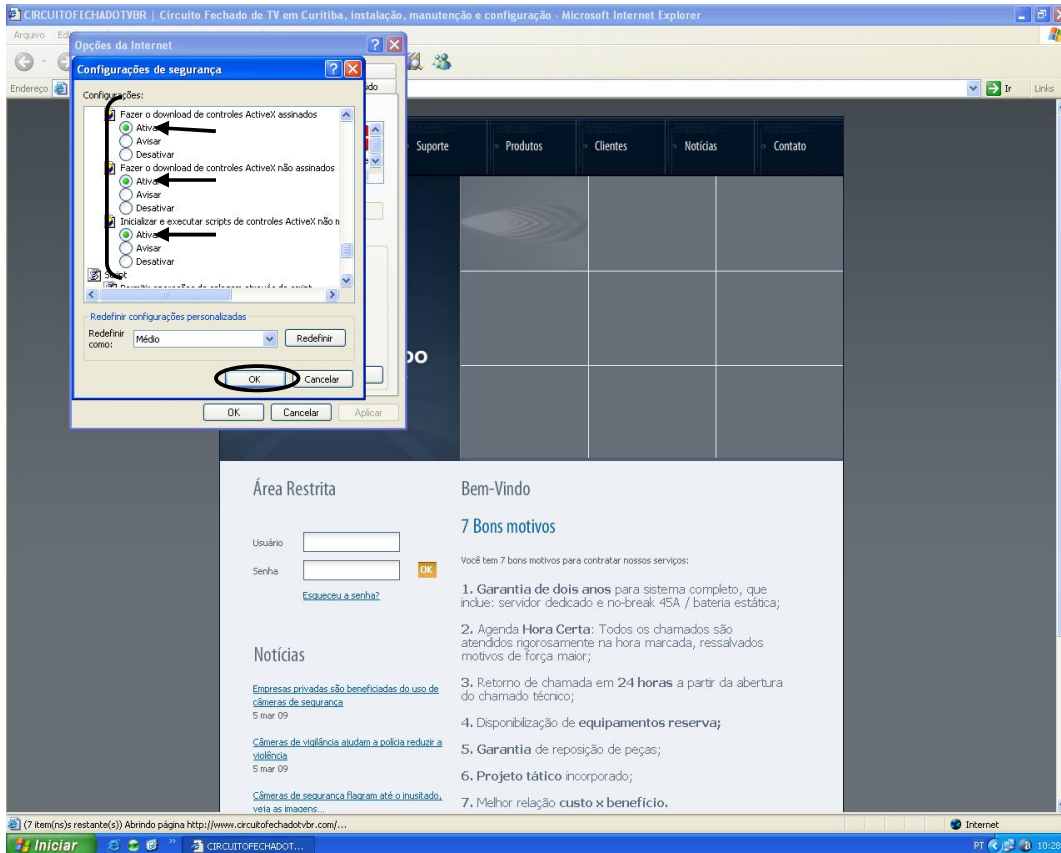 CIRCUITOFECHADOTVBR | Circuito Fechado de TV em Curitiba, instalação, manutenção e configuração - Microsoft Internet Explorer
Arquivo
Opções da Internet
Configurações de segurança
Endereço
Ir
Links
Configurações:
Fazer o download de controles ActiveX assinados
Ativar
Avisar
Desativar
Fazer o download de controles ActiveX não assinados
Ativar
Avisar
Desativar
Inicializar e executar scripts de controles ActiveX não
Ativar
Avisar
Desativar
Script
Redefinir configurações personalizadas
Redefinir como:
Médio
Redefinir
OK
Cancelar
OK
Cancelar
Aplicar
Suporte
Produtos
Clientes
Notícias
Contato
Área Restrita
Usuário
Senha
OK
Esqueceu a senha?
Notícias
Empresas privadas são beneficiadas do uso de
câmeras de segurança
5 mar 09
Câmeras de vigilância ajudam a polícia reduzir a
violência
5 mar 09
Câmeras de segurança flagram até o inusitado,
veja as imagens...
Bem-Vindo
7 Bons motivos
Você tem 7 bons motivos para contratar nossos serviços:
1. Garantia de dois anos para sistema completo, que
inclue: servidor dedicado e no-break 45A / bateria estática;
2. Agenda Hora Certa: Todos os chamados são
atendidos rigorosamente na hora marcada, ressalvados
motivos de força maior;
3. Retorno de chamada em 24 horas a partir da abertura
do chamado técnico;
4. Disponibilização de equipamentos reserva;
5. Garantia de reposição de peças;
6. Projeto tático incorporado;
7. Melhor relação custo x benefício.
(7 item(ns)s restante(s)) Abrindo página http://www.circuitofechadotvbr.com/...
Internet
Iniciar
CIRCUITOFECHADOT...
PT
10:28